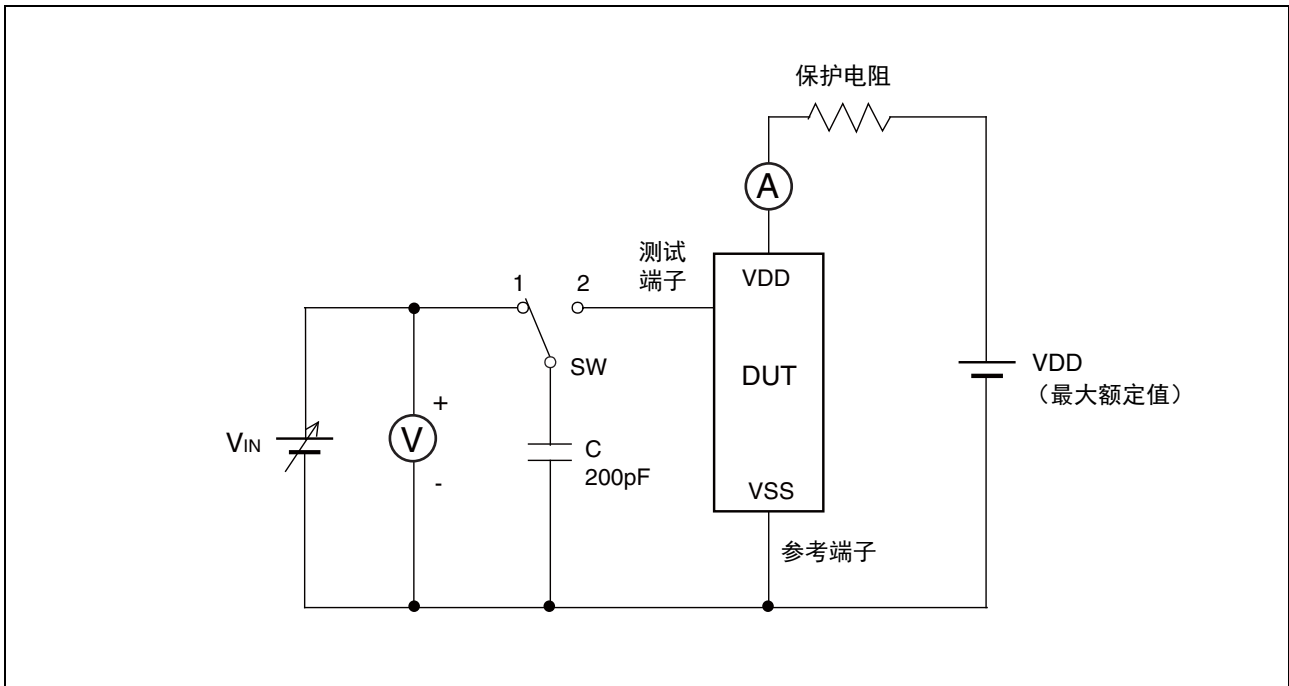 保护电阻
A
测试
端子
VDD
1
2
SW
DUT
VDD
（最大额定值）
+
V
-
VIN
C
200pF
VSS
参考端子